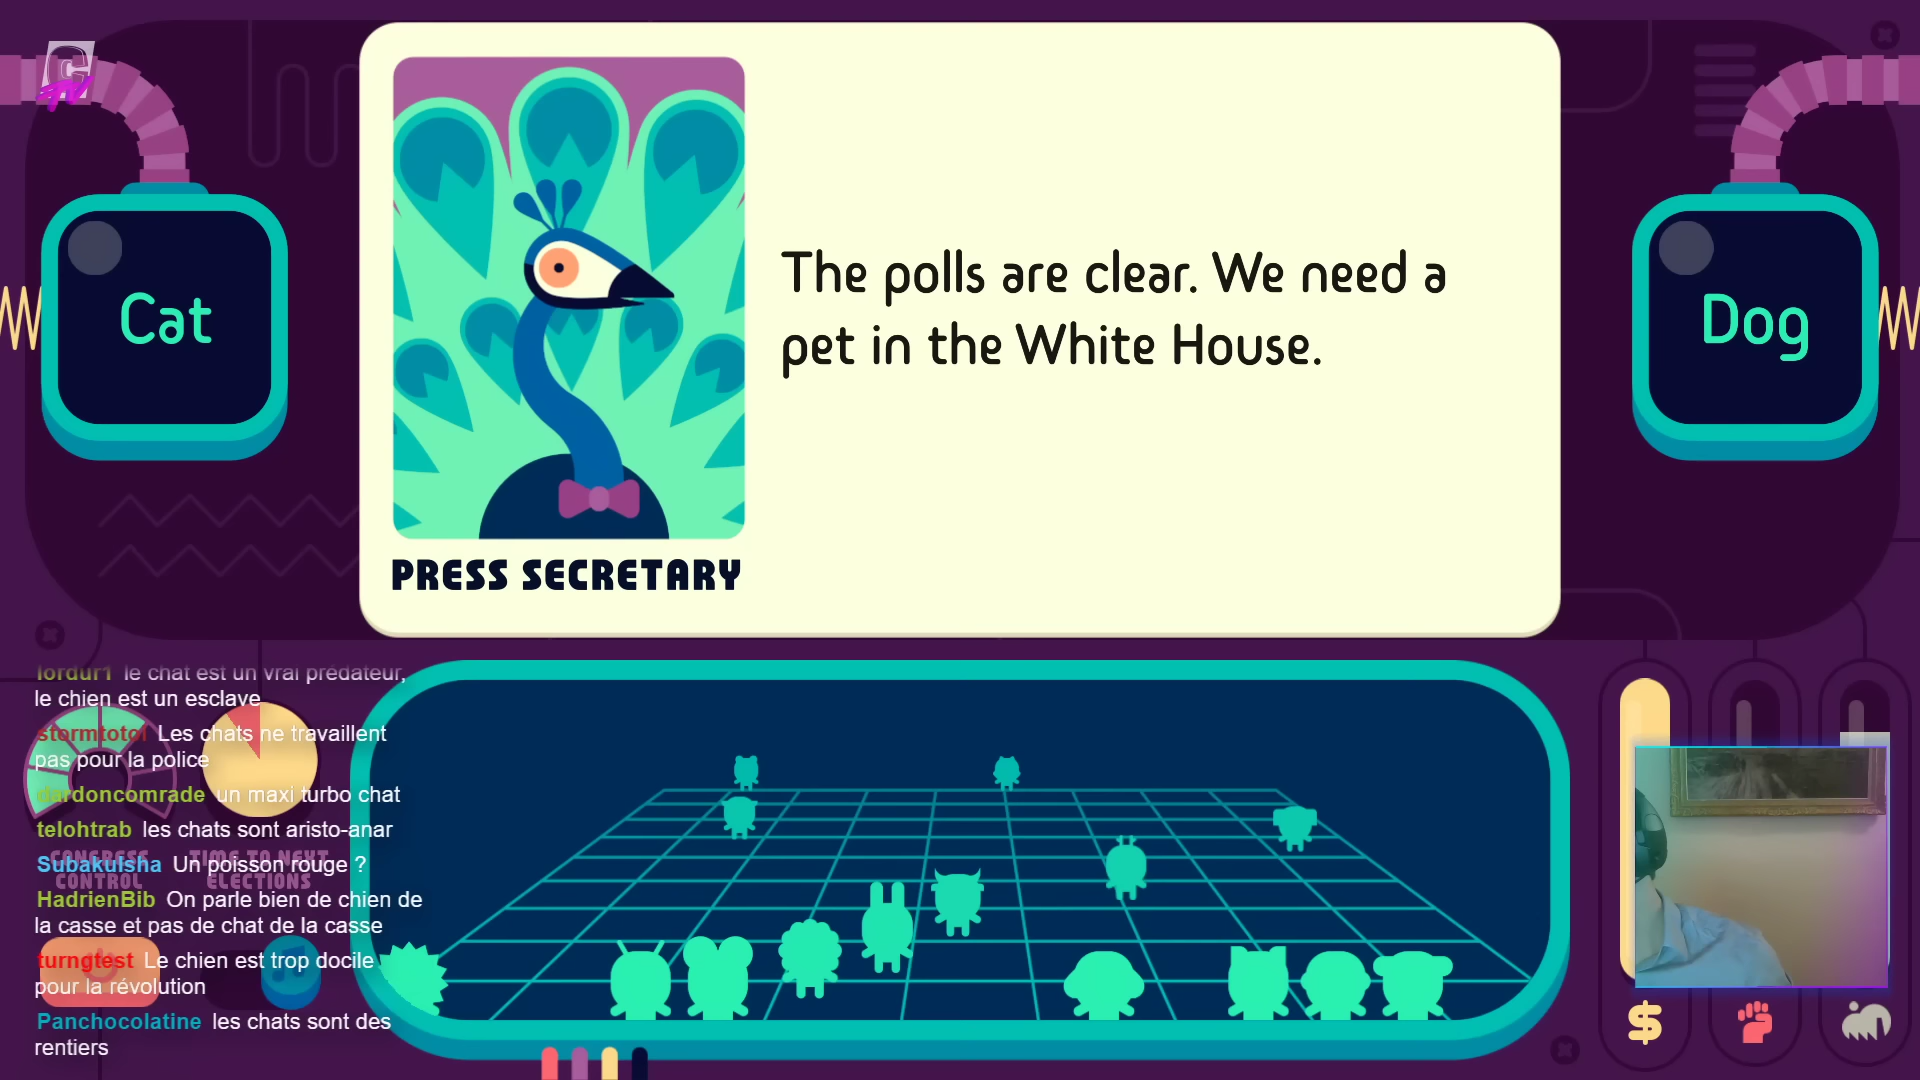 Cat
The polls are clear. We need a
pet in the White House.
PRESS SECRETARY
Dog
lordur1 le chat est un vrai prédateur,
le chien est un esclave
stormtotol Les chats ne travaillent
pas pour la police
dardoncomrade un maxi turbo chat
telohtrab les chats sont aristo-anar
Subakuisha Un poisson rouge ?
HadrienBib On parle bien de chien de
la casse et pas de chat de la casse
turngtest Le chien est trop docile
pour la révolution
Panchocolatine les chats sont des
rentiers
CONGRESS
CONTROL
TIME TO NEXT
ELECTIONS
$